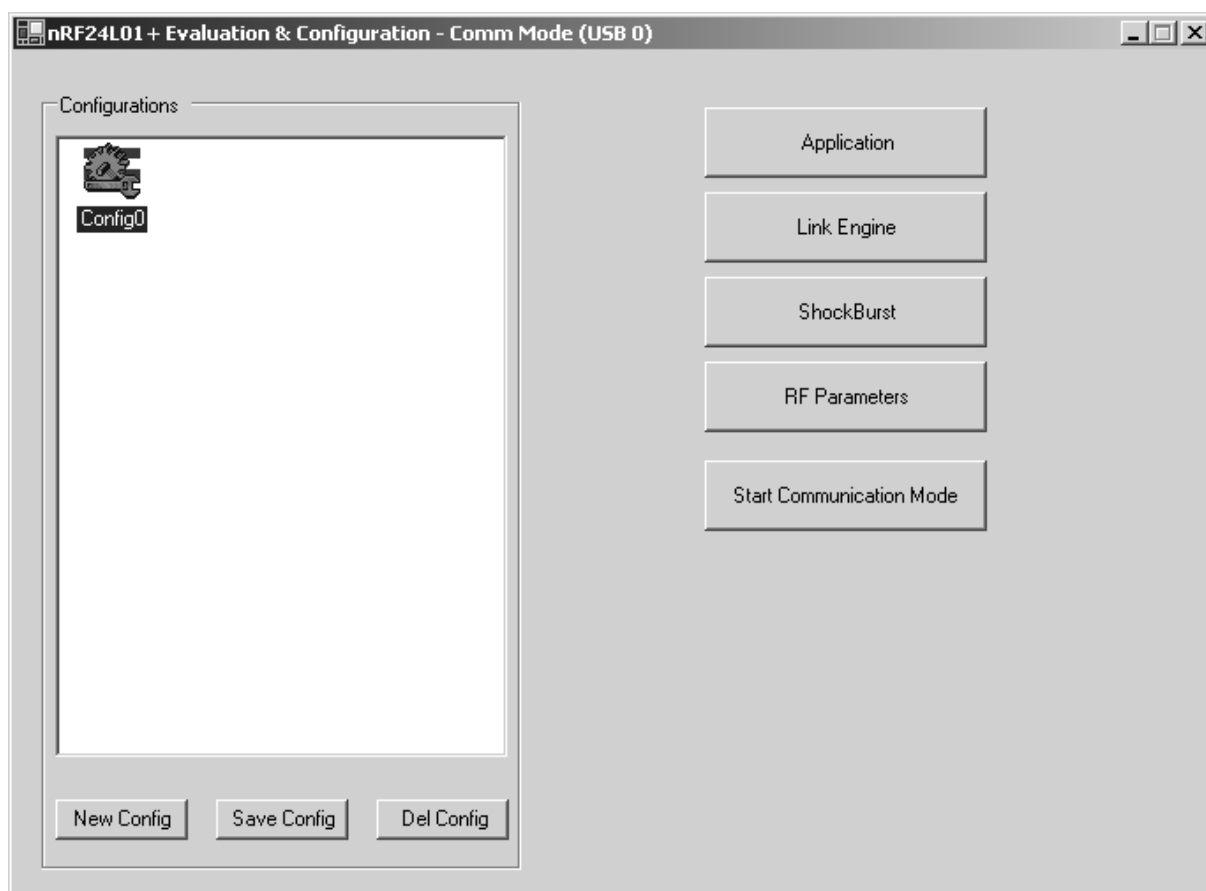 nRF24L01+ Evaluation & Configuration - Comm Mode (USB 0)
Configurations
Config0
New Config
Save Config
Del Config
Application
Link Engine
ShockBurst
RF Parameters
Start Communication Mode